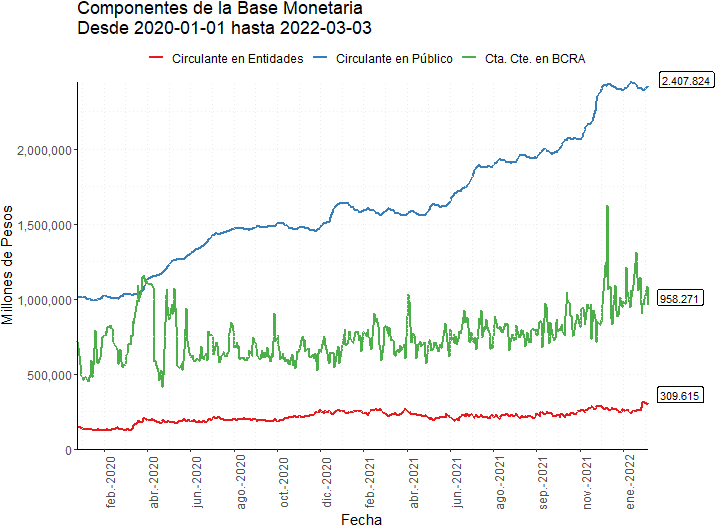 Componentes de la Base Monetaria
Desde 2020-01-01 hasta 2022-03-03
Circulante en Entidades
Circulante en Público
Cta. Cte. en BCRA
2.407.824
2,000,000
1,500,000
1,000,000
958.271
500,000
309.615
0
Millones de Pesos
feb.-2020
abr.-2020
jun.-2020
ago.-2020
oct.-2020
dic.-2020
feb.-2021
abr.-2021
jun.-2021
ago.-2021
sep.-2021
nov.-2021
ene.-2022
Fecha